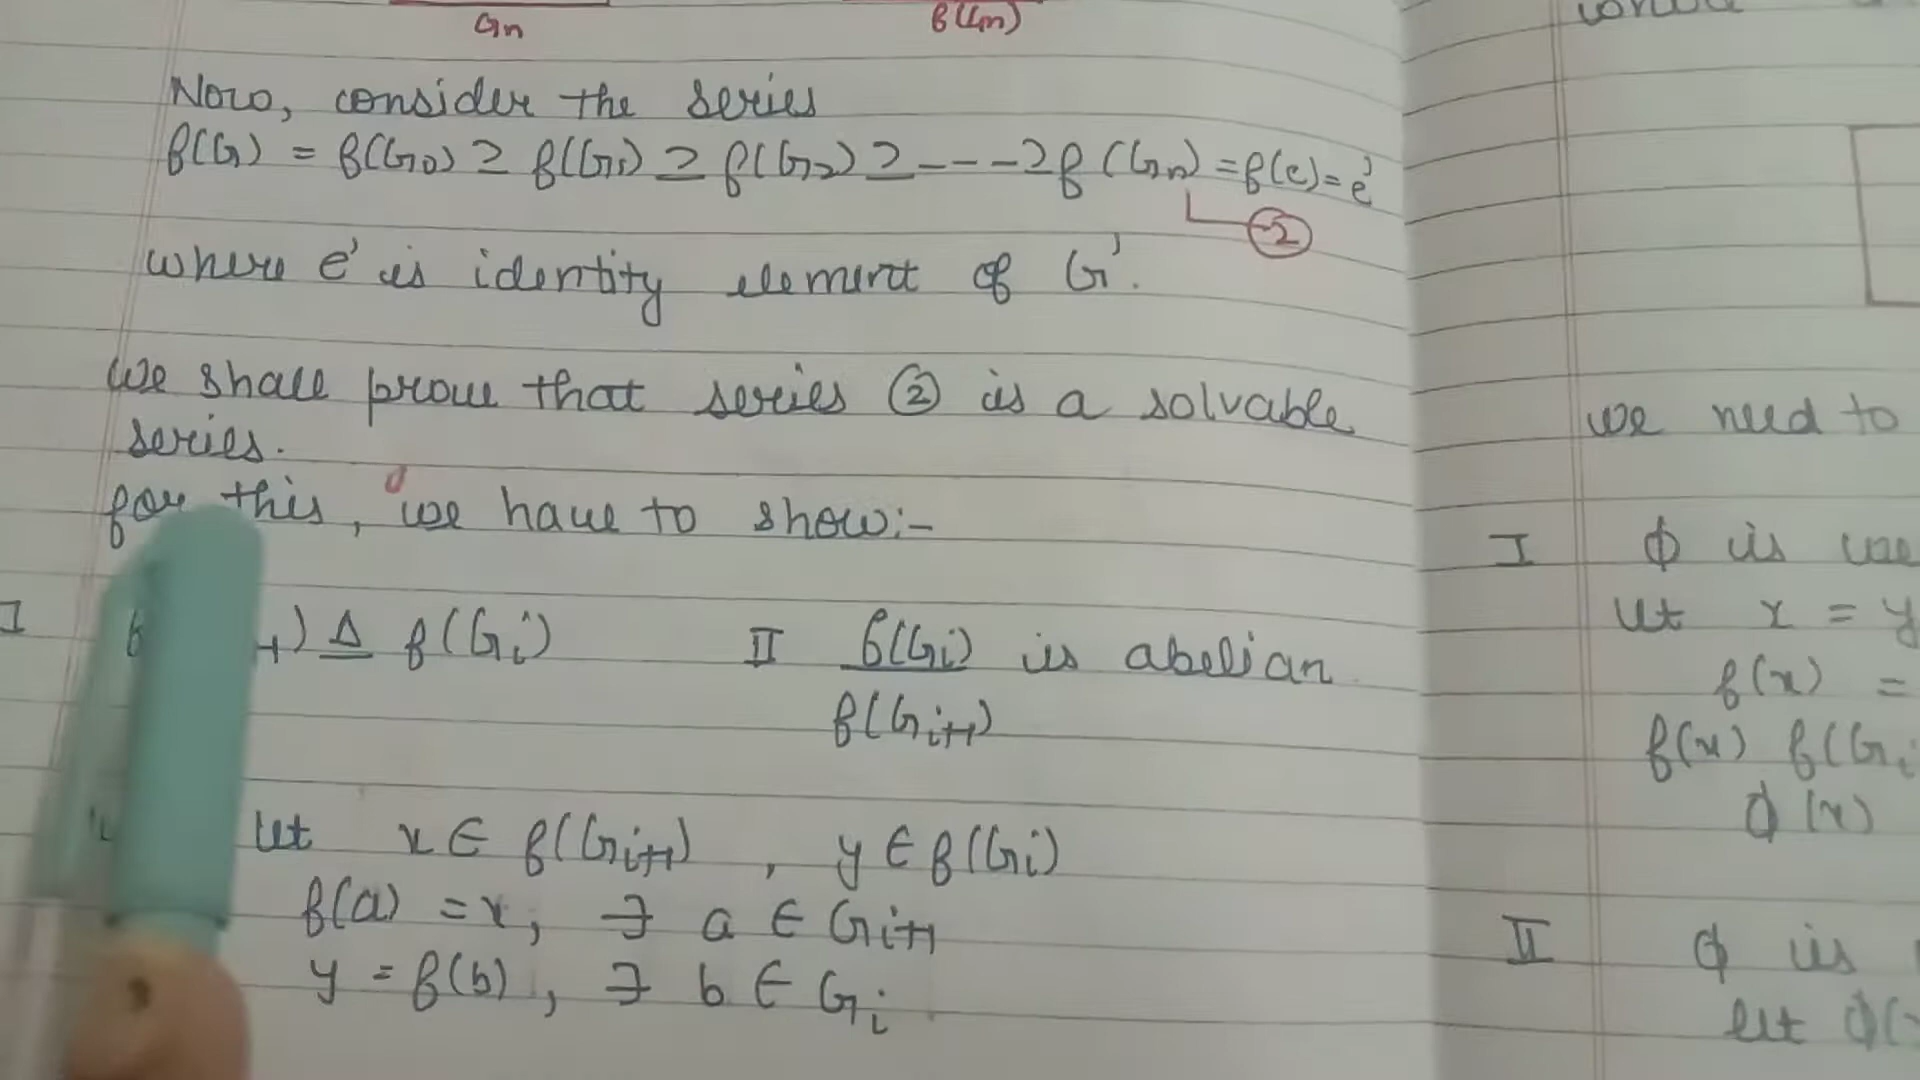 Gn
f(Gn)
Now, consider the series
f(G) = f(G0) ≥ f(G1) ≥ f(G2) ≥ - - - ≥ f(Gn) = f(e) = e'
②
where e' is identity element of G'.
We shall prove that series ② is a solvable
series.
for this, we have to show:-
I
⊴ f(Gi)
II f(Gi) is abelian
f(Gi+1)
let x ∈ f(Gi+1) , y ∈ f(Gi)
f(a) = x, ∃ a ∈ Gi+1
y = f(b), ∃ b ∈ Gi
we need to
I ϕ is
let x = y
f(x) =
f(x) f(Gi
ϕ(x)
II ϕ is
let ϕ(